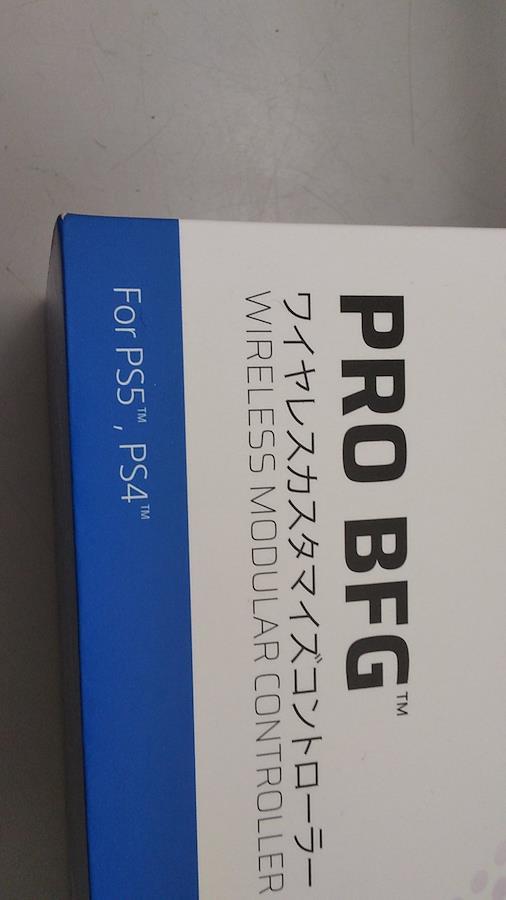 PRO BFG™
ワイヤレスカスタマイズコントローラー
WIRELESS MODULAR CONTROLLER
For PS5™, PS4™